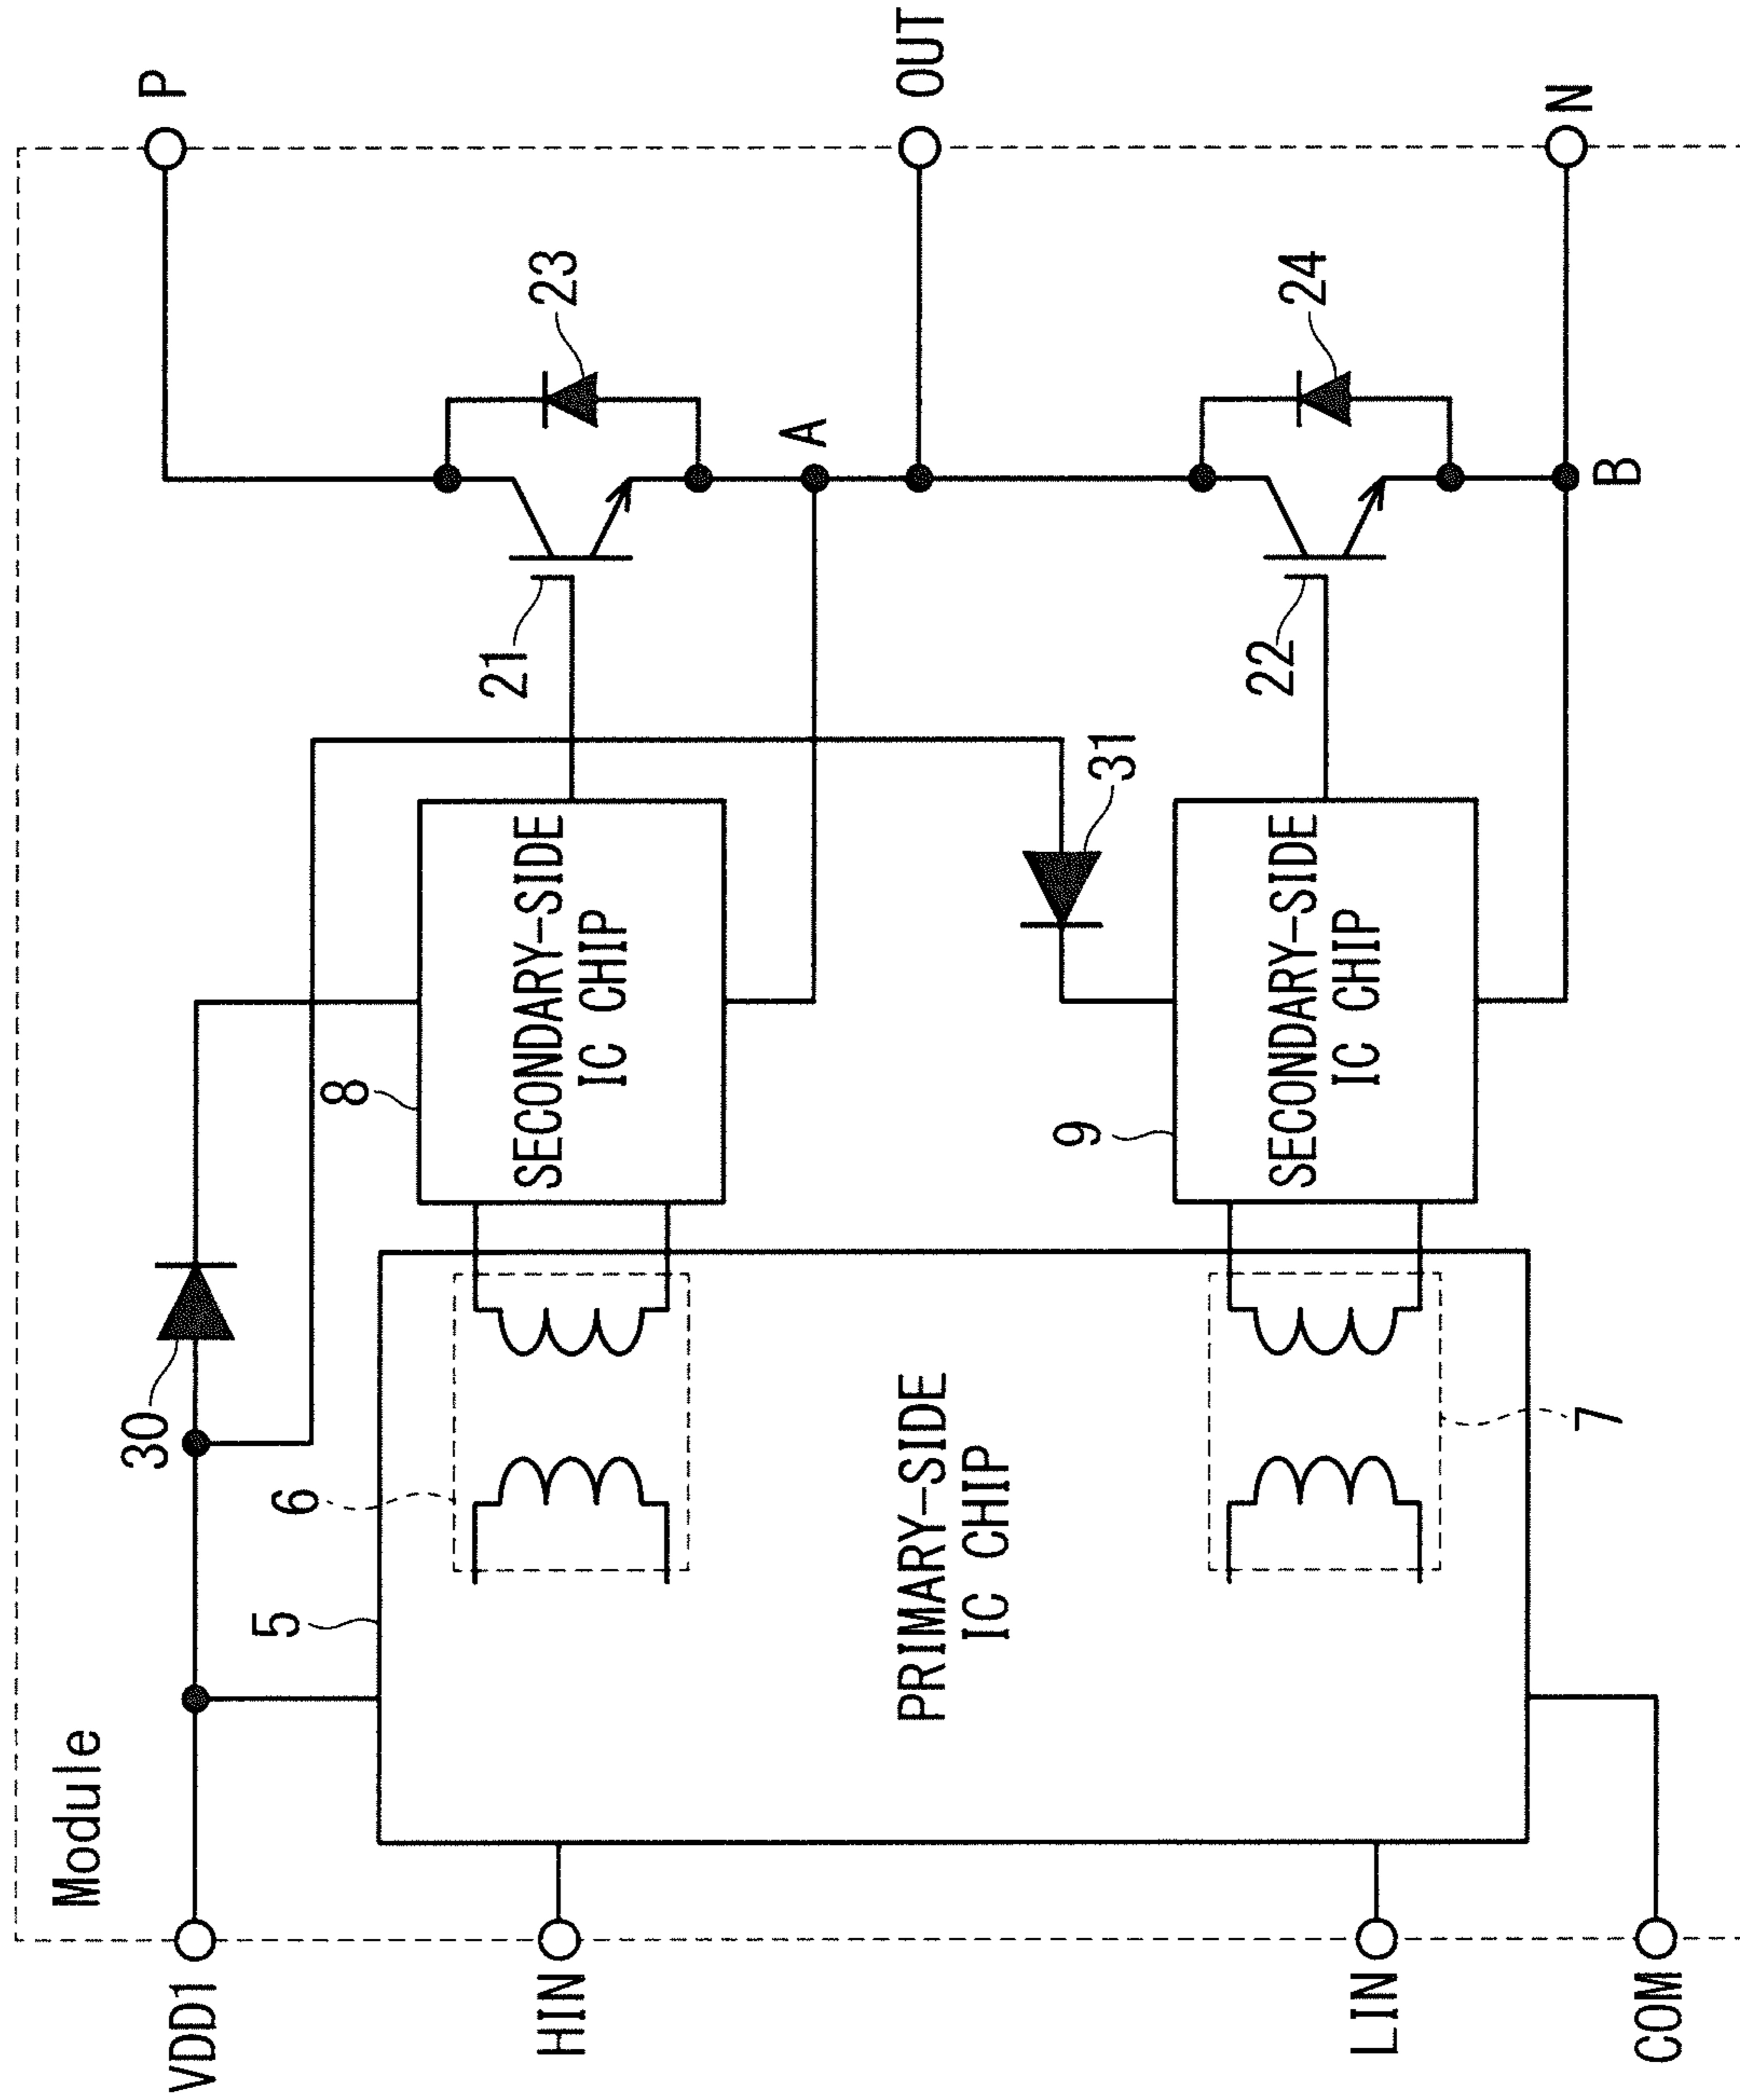 Module
VDD1
HIN
LIN
COM
P
OUT
N
30
5
6
7
PRIMARY-SIDE
IC CHIP
8
SECONDARY-SIDE
IC CHIP
9
SECONDARY-SIDE
IC CHIP
31
21
22
23
24
A
B